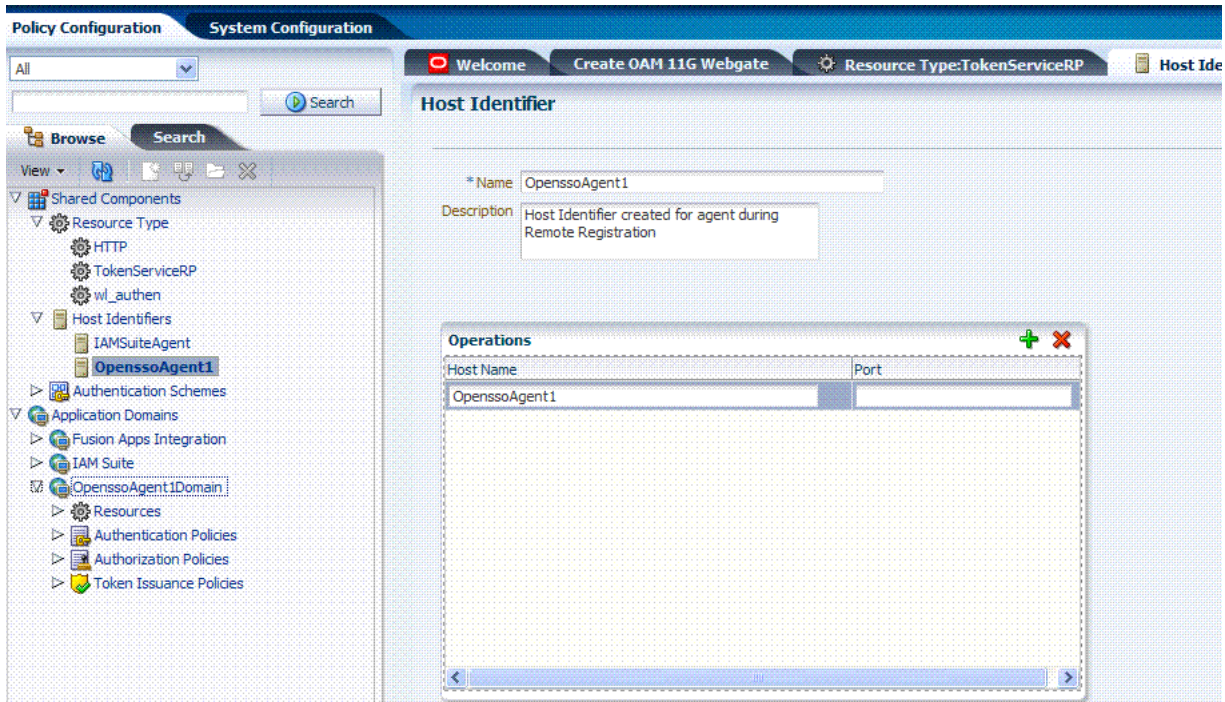 Policy Configuration
System Configuration
All
Search
Browse
Search
View
Shared Components
Resource Type
HTTP
TokenServiceRP
wl_authen
Host Identifiers
IAMSuiteAgent
OpenssoAgent1
Authentication Schemes
Application Domains
Fusion Apps Integration
IAM Suite
OpenssoAgent1Domain
Resources
Authentication Policies
Authorization Policies
Token Issuance Policies
Welcome
Create OAM 11G Webgate
Resource Type:TokenServiceRP
Host Ide
Host Identifier
* Name OpenssoAgent1
Description Host Identifier created for agent during
Remote Registration
Operations
Host Name Port
OpenssoAgent1